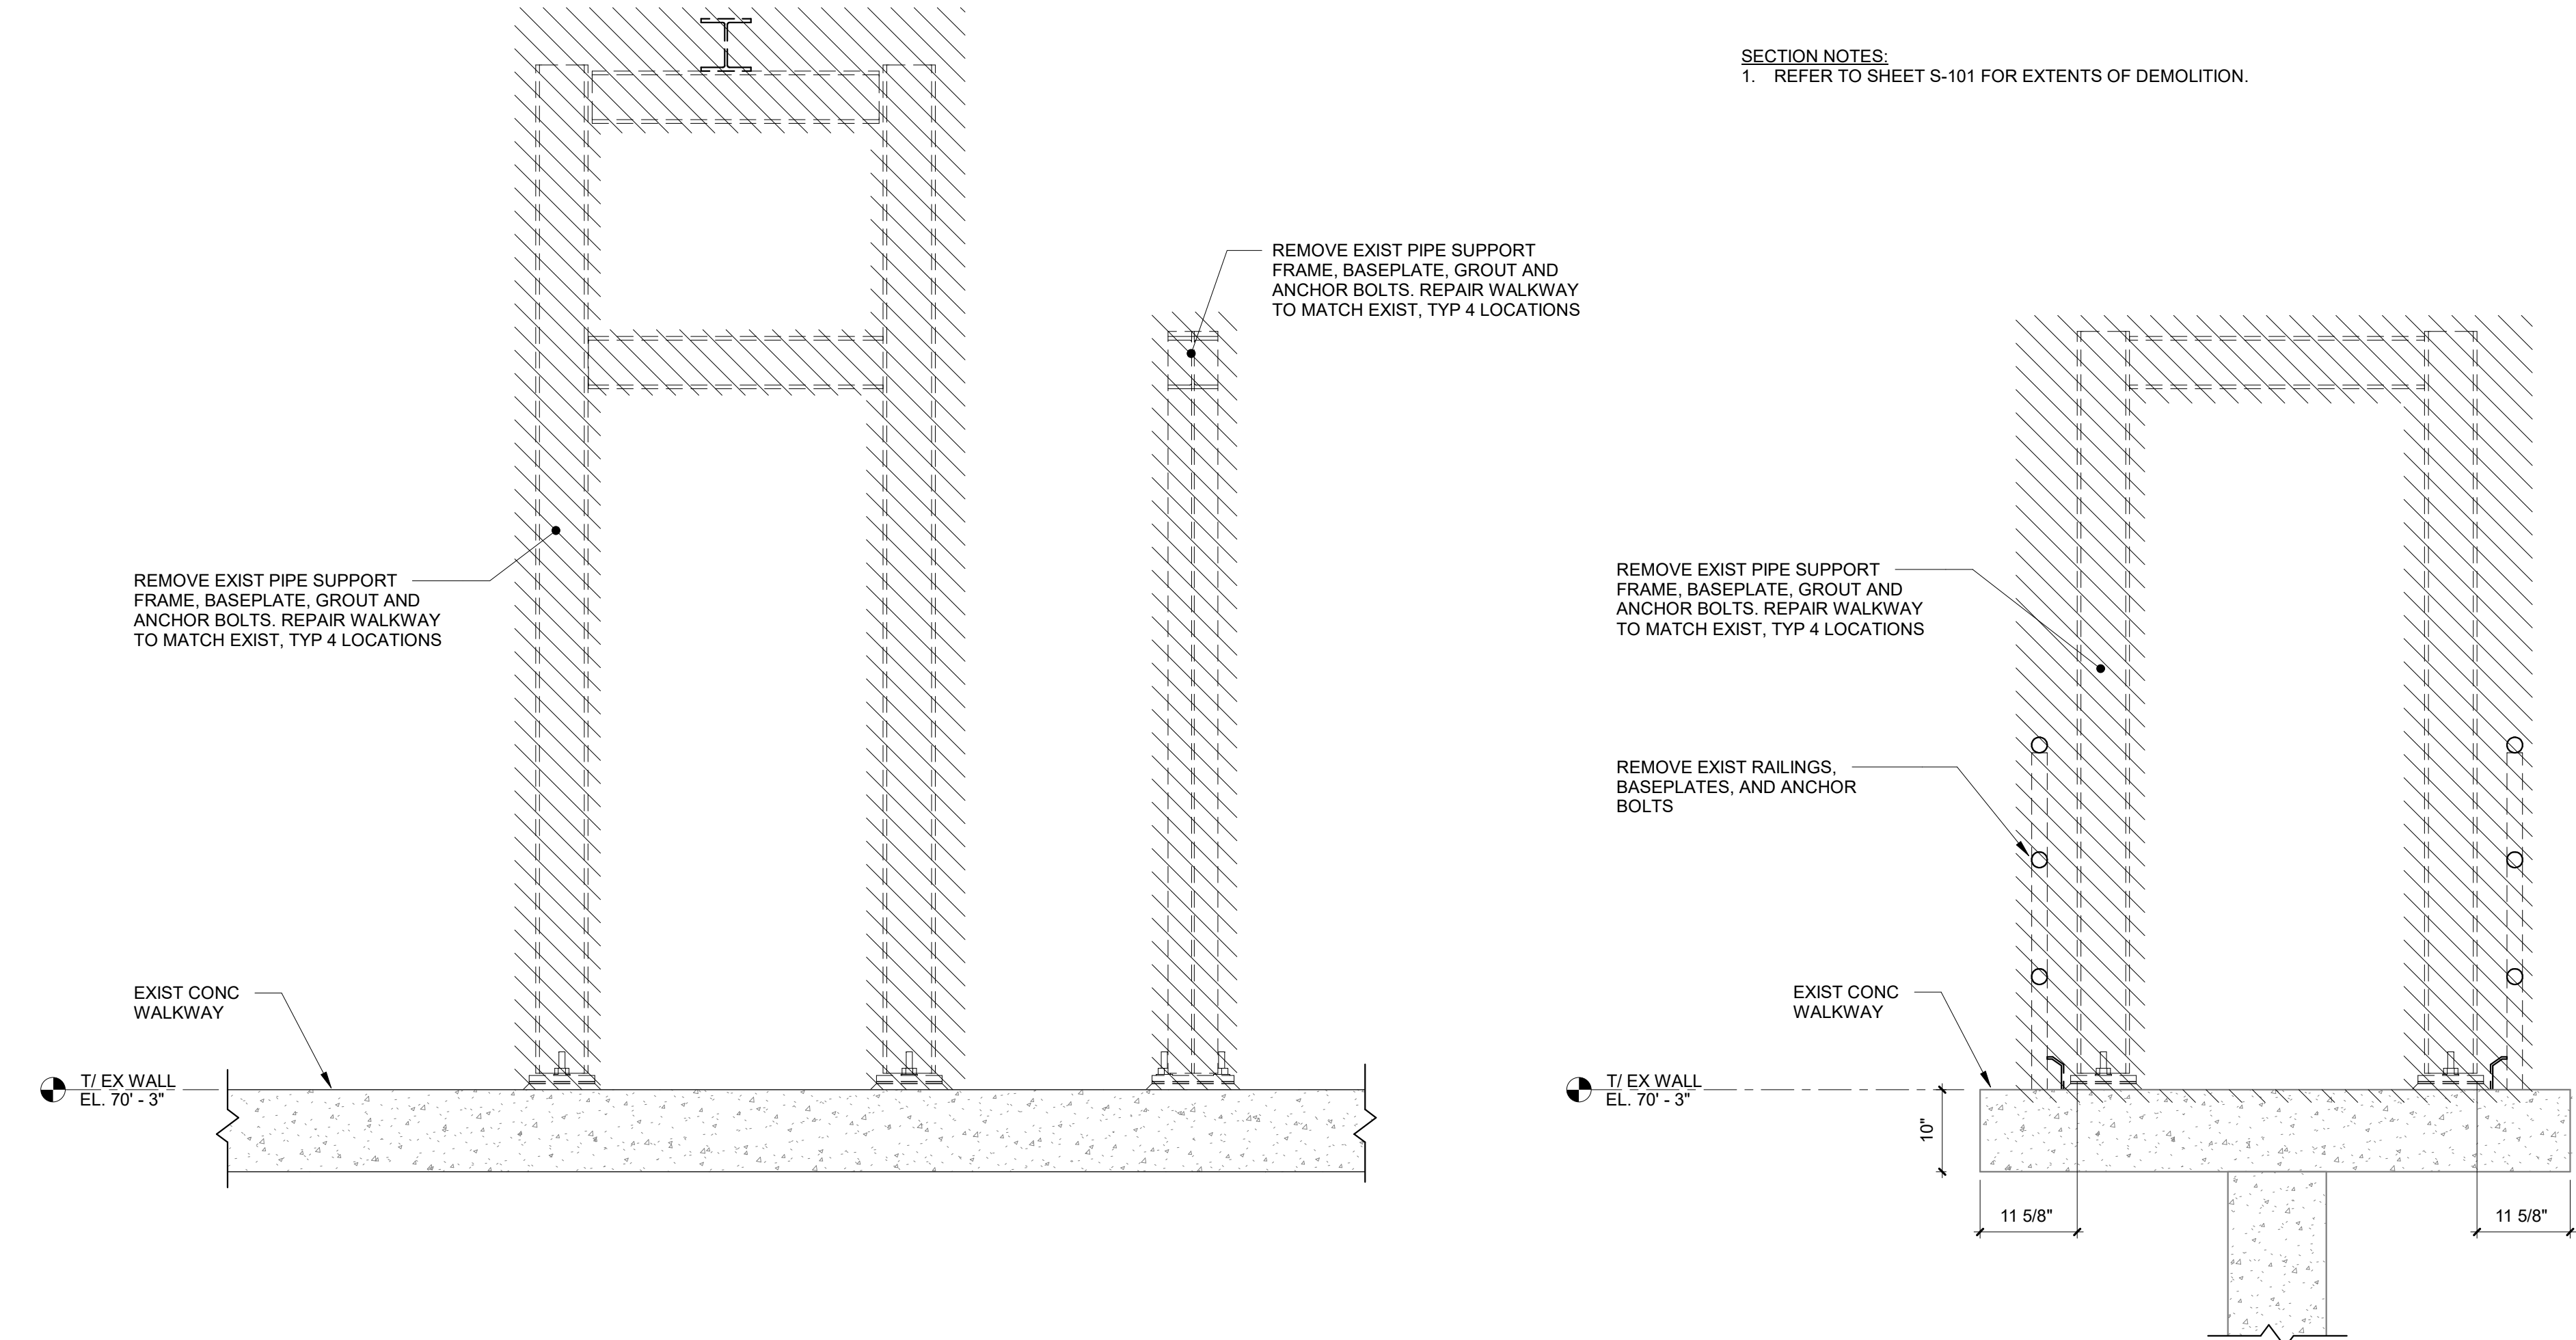 SECTION NOTES:
1. REFER TO SHEET S-101 FOR EXTENTS OF DEMOLITION.
REMOVE EXIST PIPE SUPPORT
FRAME, BASEPLATE, GROUT AND
ANCHOR BOLTS. REPAIR WALKWAY
TO MATCH EXIST, TYP 4 LOCATIONS
REMOVE EXIST PIPE SUPPORT
FRAME, BASEPLATE, GROUT AND
ANCHOR BOLTS. REPAIR WALKWAY
TO MATCH EXIST, TYP 4 LOCATIONS
EXIST CONC
WALKWAY
T/ EX WALL
EL. 70' - 3"
REMOVE EXIST PIPE SUPPORT
FRAME, BASEPLATE, GROUT AND
ANCHOR BOLTS. REPAIR WALKWAY
TO MATCH EXIST, TYP 4 LOCATIONS
REMOVE EXIST RAILINGS,
BASEPLATES, AND ANCHOR
BOLTS
EXIST CONC
WALKWAY
T/ EX WALL
EL. 70' - 3"
10"
11 5/8"
11 5/8"